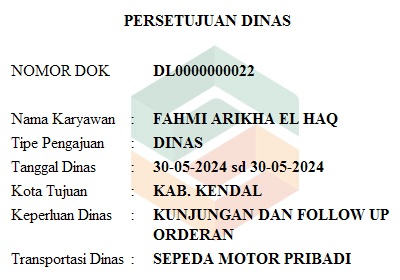 PERSETUJUAN DINAS
NOMOR DOK DL0000000022
Nama Karyawan : FAHMI ARIKHA EL HAQ
Tipe Pengajuan : DINAS
Tanggal Dinas : 30-05-2024 sd 30-05-2024
Kota Tujuan : KAB. KENDAL
Keperluan Dinas : KUNJUNGAN DAN FOLLOW UP
ORDERAN
Transportasi Dinas : SEPEDA MOTOR PRIBADI